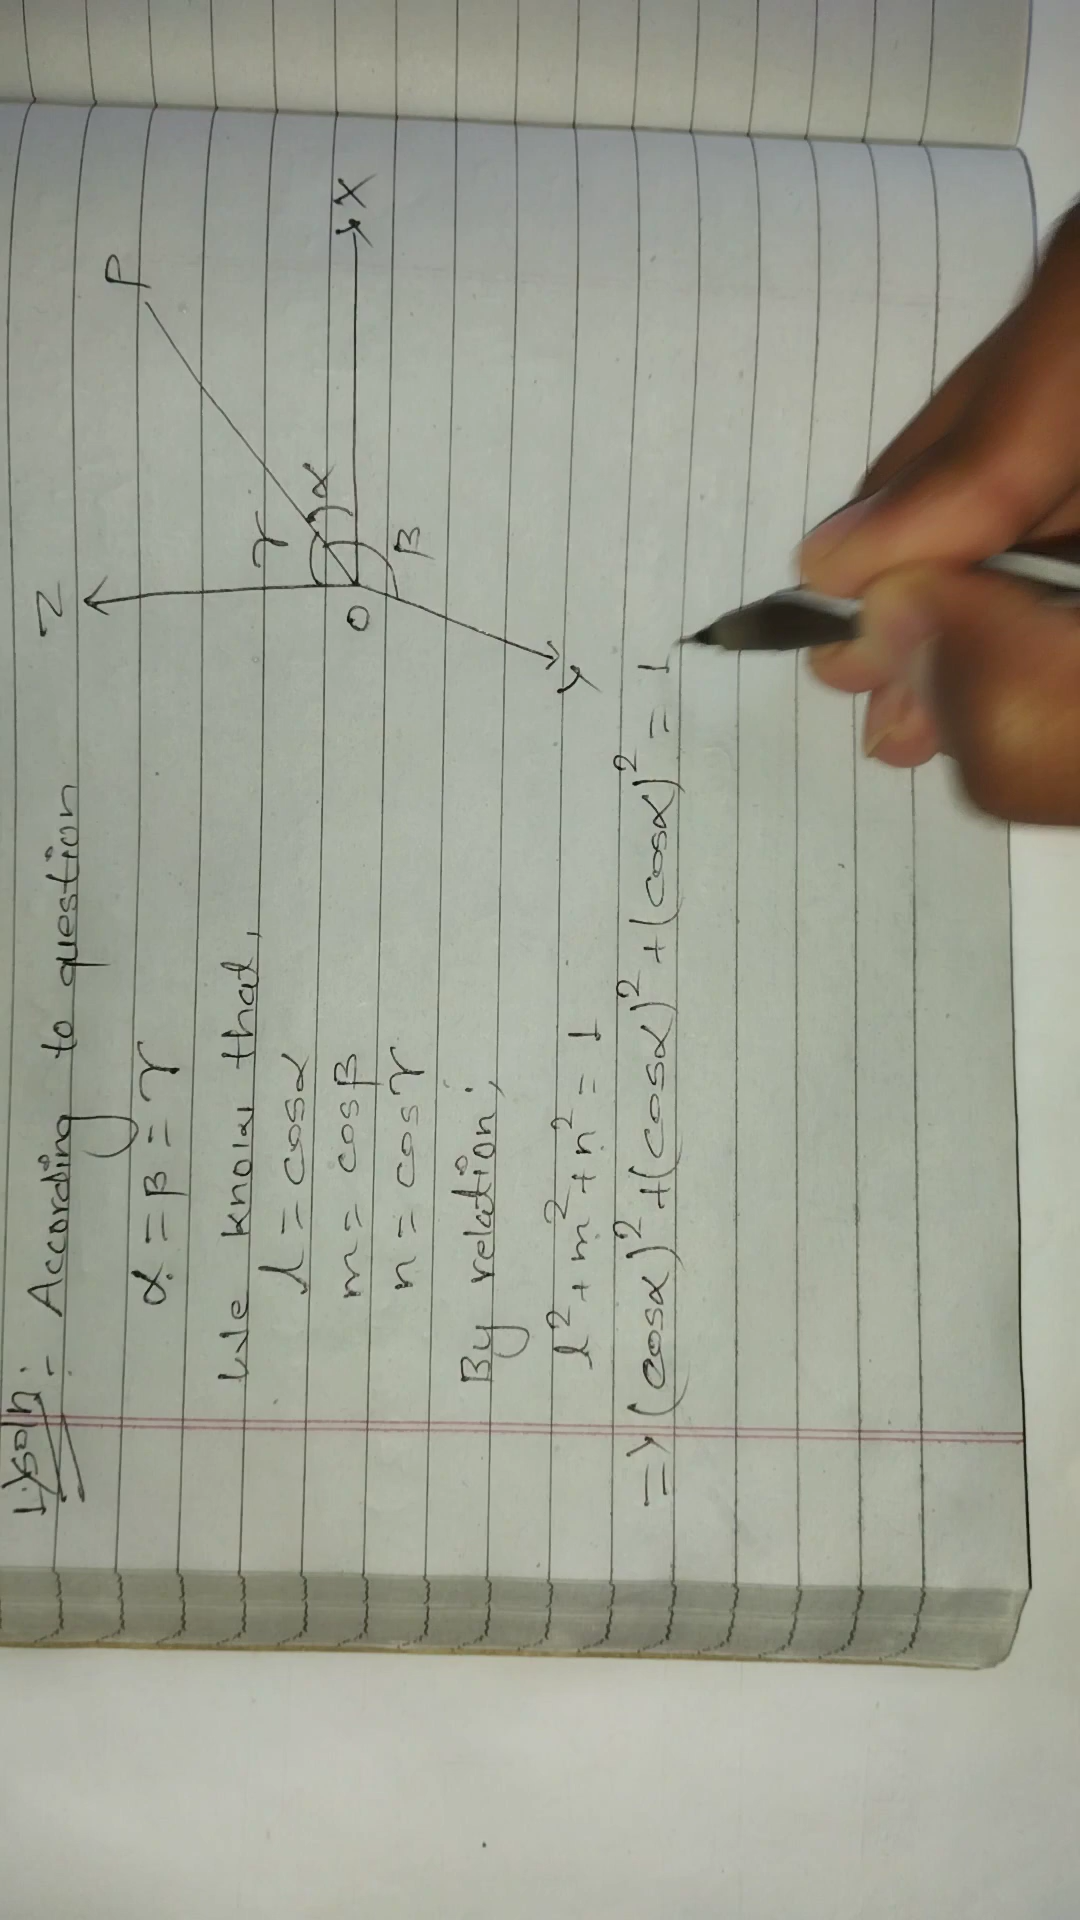 1.) soln:- According to question
α = β = γ
We know that,
l = cosα
m = cosβ
n = cosγ
By relation;
l² + m² + n² = 1
=> (cosα)² + (cosα)² + (cosα)² = 1
Z
P
γ
α
X
O
β
Y